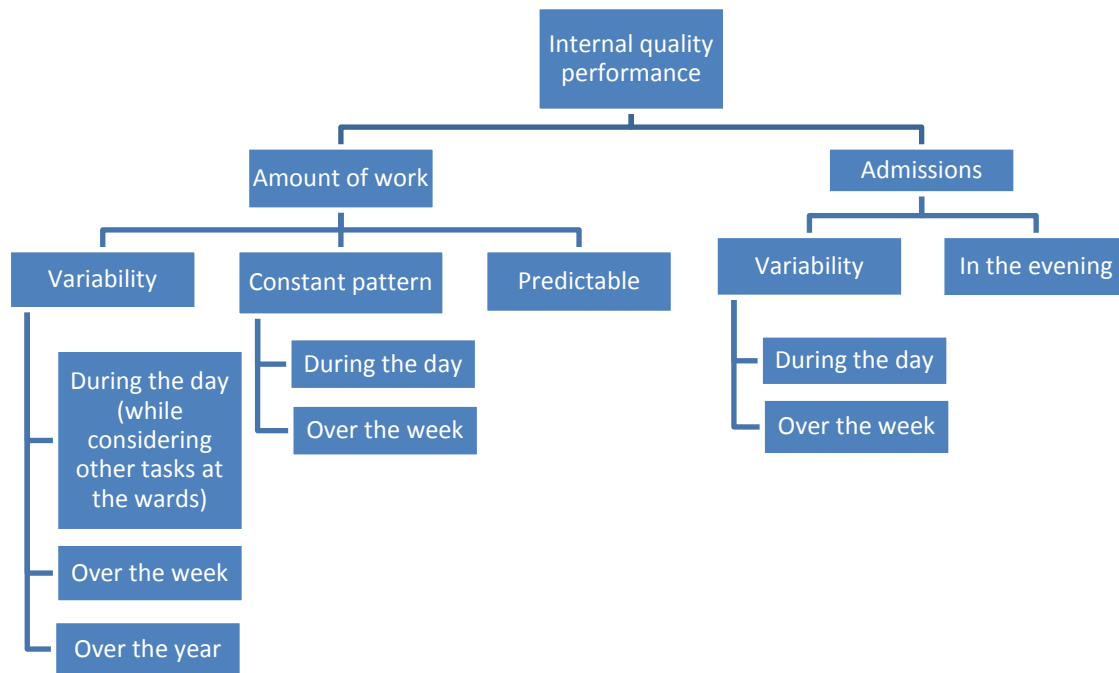 Internal quality
performance
Amount of work
Admissions
Variability
Constant pattern
Predictable
Variability
In the evening
During the day
(while
considering
other tasks at
the wards)
Over the week
Over the year
During the day
Over the week
During the day
Over the week